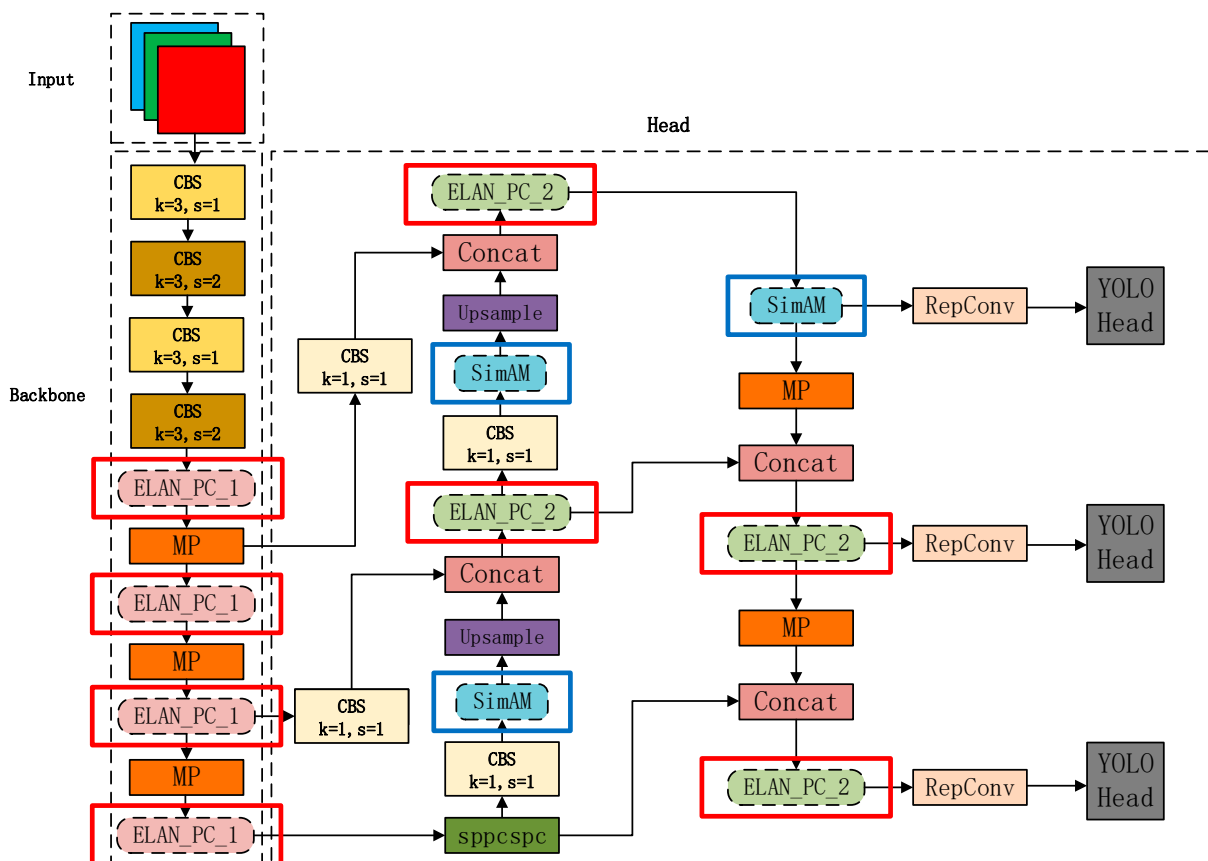 Input
Head
Backbone
CBS
k=3, s=1
CBS
k=3, s=2
CBS
k=3, s=1
CBS
k=3, s=2
ELAN_PC_1
MP
ELAN_PC_1
MP
ELAN_PC_1
MP
ELAN_PC_1
CBS
k=1, s=1
CBS
k=1, s=1
ELAN_PC_2
Concat
Upsample
SimAM
CBS
k=1, s=1
ELAN_PC_2
Concat
Upsample
SimAM
CBS
k=1, s=1
sppcspc
SimAM
MP
Concat
ELAN_PC_2
MP
Concat
ELAN_PC_2
RepConv
YOLO
Head
RepConv
YOLO
Head
RepConv
YOLO
Head